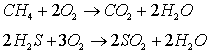 CH₄ + 2O₂ → CO₂ + 2H₂O
2H₂S + 3O₂ → 2SO₂ + 2H₂O